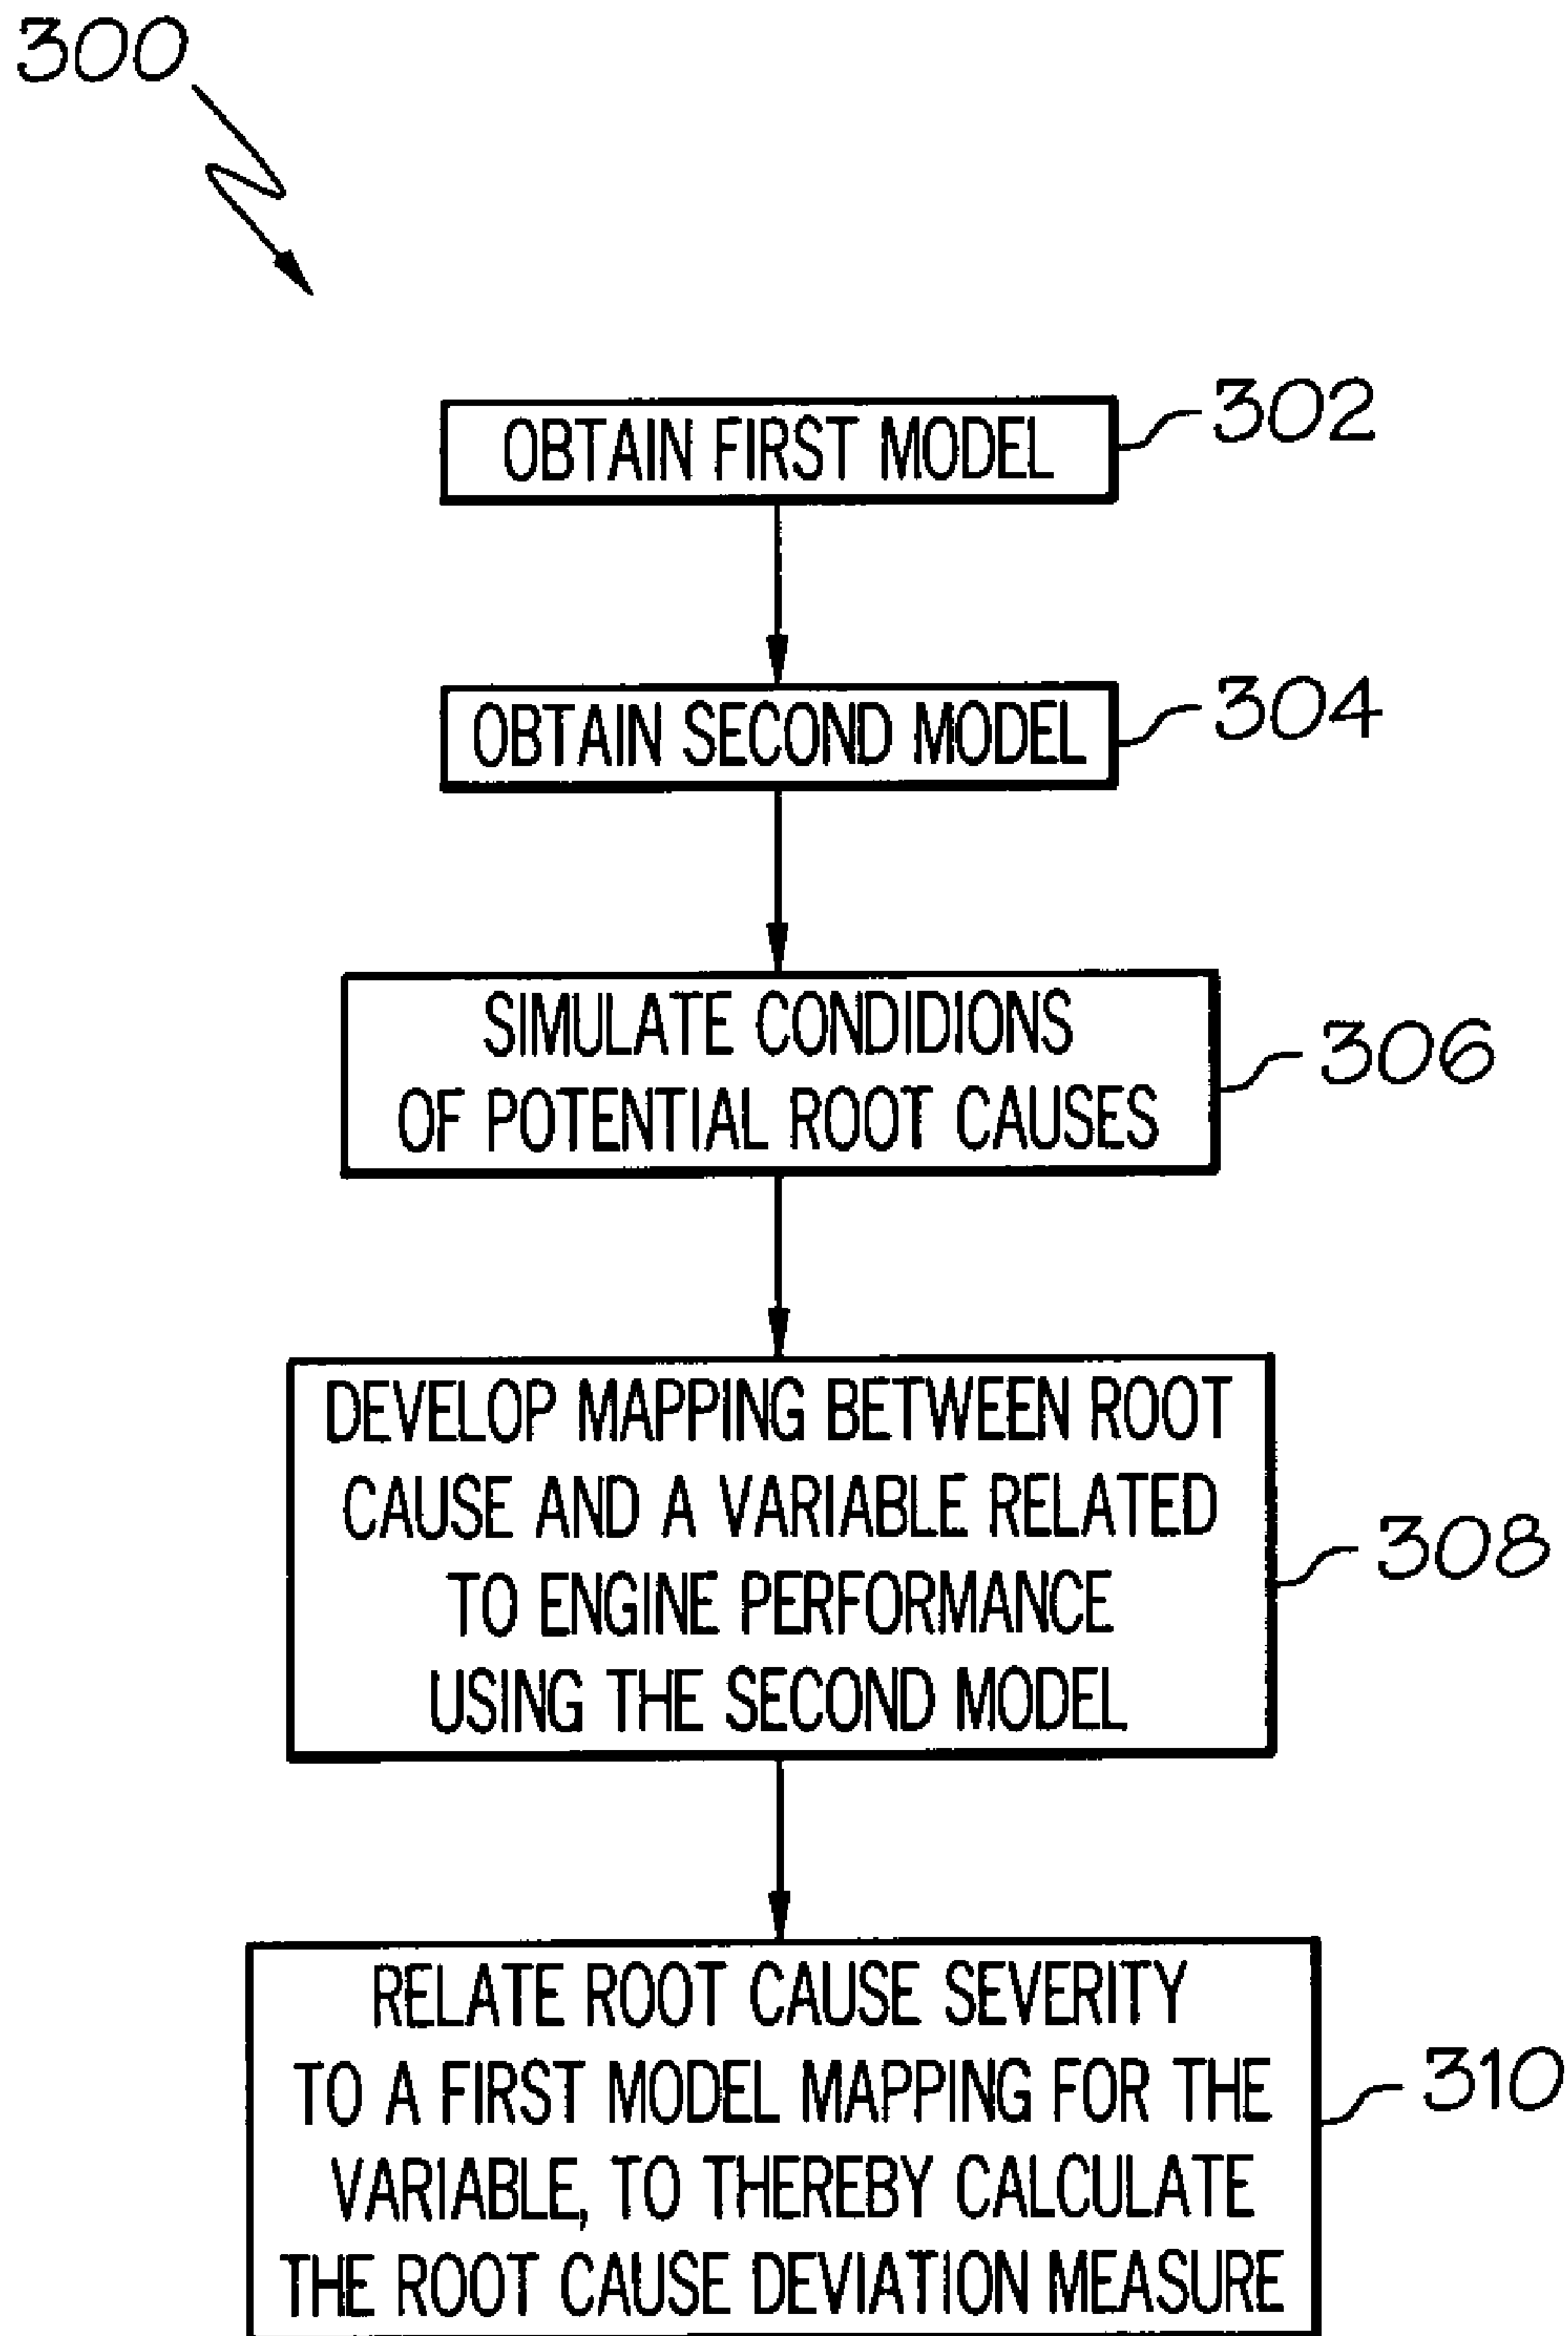 300
OBTAIN FIRST MODEL
302
OBTAIN SECOND MODEL
304
SIMULATE CONDIDIONS
OF POTENTIAL ROOT CAUSES
306
DEVELOP MAPPING BETWEEN ROOT
CAUSE AND A VARIABLE RELATED
TO ENGINE PERFORMANCE
USING THE SECOND MODEL
308
RELATE ROOT CAUSE SEVERITY
TO A FIRST MODEL MAPPING FOR THE
VARIABLE, TO THEREBY CALCULATE
THE ROOT CAUSE DEVIATION MEASURE
310